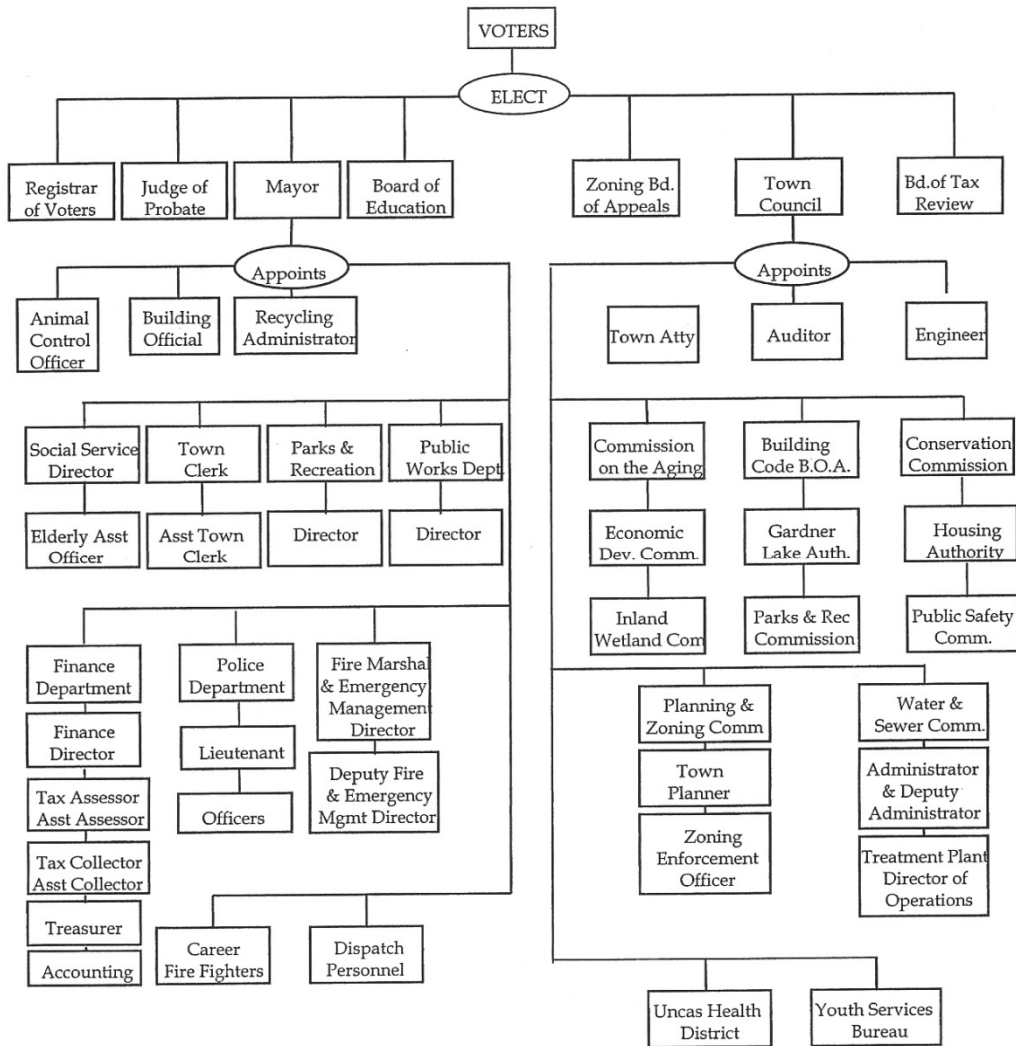 VOTERS
ELECT
Registrar
of Voters
Judge of
Probate
Mayor
Board of
Education
Zoning Bd.
of Appeals
Town
Council
Bd.of Tax
Review
Appoints
Appoints
Animal
Control
Officer
Building
Official
Recycling
Administrator
Town Atty
Auditor
Engineer
Social Service
Director
Town
Clerk
Parks &
Recreation
Public
Works Dept.
Commission
on the Aging
Building
Code B.O.A.
Conservation
Commission
Elderly Asst
Officer
Asst Town
Clerk
Director
Director
Economic
Dev. Comm.
Gardner
Lake Auth.
Housing
Authority
Inland
Wetland Com
Parks & Rec
Commission
Public Safety
Comm.
Finance
Department
Police
Department
Fire Marshal
& Emergency
Management
Director
Planning &
Zoning Comm
Water &
Sewer Comm.
Finance
Director
Lieutenant
Deputy Fire
& Emergency
Mgmt Director
Town
Planner
Administrator
& Deputy
Administrator
Tax Assessor
Asst Assessor
Officers
Zoning
Enforcement
Officer
Treatment Plant
Director of
Operations
Tax Collector
Asst Collector
Treasurer
Accounting
Career
Fire Fighters
Dispatch
Personnel
Uncas Health
District
Youth Services
Bureau